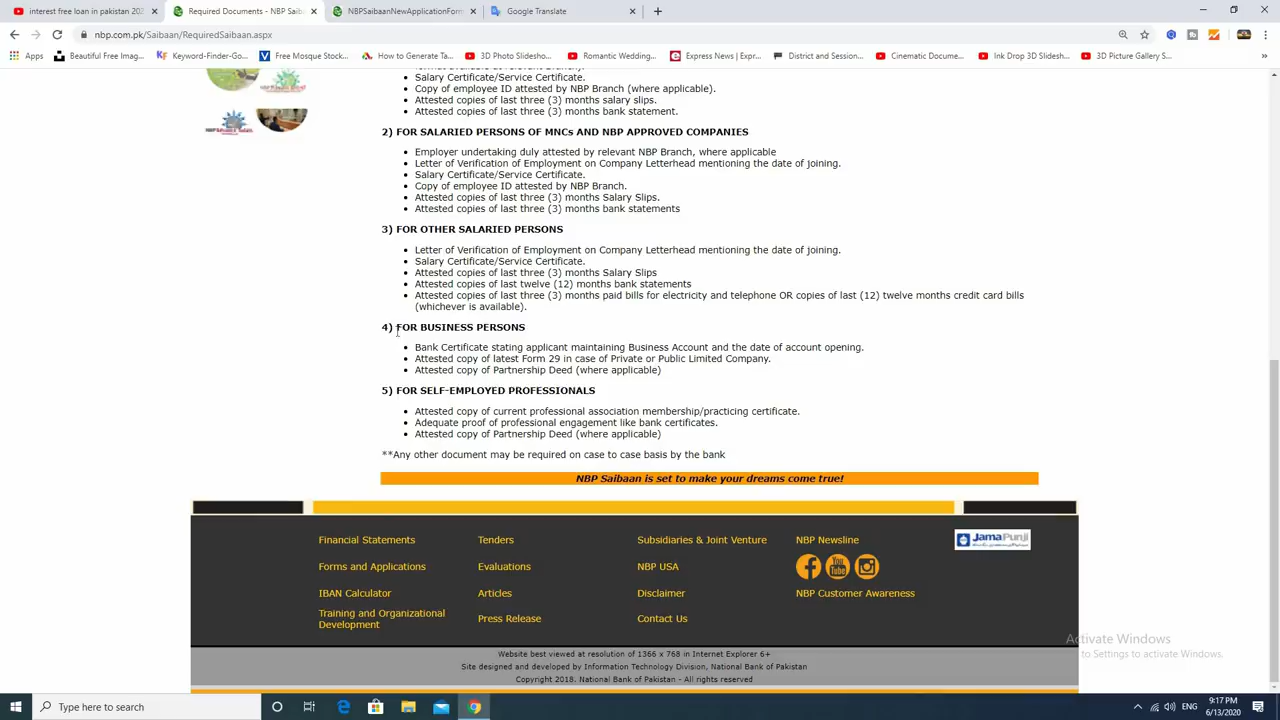 interest free loan in pakistan 202
Required Documents - NBP Saiba
NBPSaibaanNewApplicationForm
Google Translate
nbp.com.pk/Saibaan/RequiredSaibaan.aspx
Apps
Beautiful Free Imag...
Keyword-Finder-Go...
Free Mosque Stock...
How to Generate Ta...
3D Photo Slidesho...
Romantic Wedding...
Express News | Expr...
District and Session...
Cinematic Docume...
Ink Drop 3D Slidesh...
3D Picture Gallery S...
Salary Certificate/Service Certificate.
Copy of employee ID attested by NBP Branch (where applicable).
Attested copies of last three (3) months salary slips.
Attested copies of last three (3) months bank statement.
2) FOR SALARIED PERSONS OF MNCs AND NBP APPROVED COMPANIES
Employer undertaking duly attested by relevant NBP Branch, where applicable
Letter of Verification of Employment on Company Letterhead mentioning the date of joining.
Salary Certificate/Service Certificate.
Copy of employee ID attested by NBP Branch.
Attested copies of last three (3) months Salary Slips.
Attested copies of last three (3) months bank statements
3) FOR OTHER SALARIED PERSONS
Letter of Verification of Employment on Company Letterhead mentioning the date of joining.
Salary Certificate/Service Certificate.
Attested copies of last three (3) months Salary Slips
Attested copies of last twelve (12) months bank statements
Attested copies of last three (3) months paid bills for electricity and telephone OR copies of last (12) twelve months credit card bills
(whichever is available).
4) FOR BUSINESS PERSONS
Bank Certificate stating applicant maintaining Business Account and the date of account opening.
Attested copy of latest Form 29 in case of Private or Public Limited Company.
Attested copy of Partnership Deed (where applicable)
5) FOR SELF-EMPLOYED PROFESSIONALS
Attested copy of current professional association membership/practicing certificate.
Adequate proof of professional engagement like bank certificates.
Attested copy of Partnership Deed (where applicable)
**Any other document may be required on case to case basis by the bank
NBP Saibaan is set to make your dreams come true!
Financial Statements
Tenders
Subsidiaries & Joint Venture
NBP Newsline
JamaPunji
Forms and Applications
Evaluations
NBP USA
You Tube
IBAN Calculator
Articles
Disclaimer
NBP Customer Awareness
Training and Organizational
Development
Press Release
Contact Us
Activate Windows
to Settings to activate Windows.
Website best viewed at resolution of 1366 x 768 in Internet Explorer 6+
Site designed and developed by Information Technology Division, National Bank of Pakistan
Copyright 2018. National Bank of Pakistan - All rights reserved
Type here to search
ENG
9:17 PM
6/13/2020